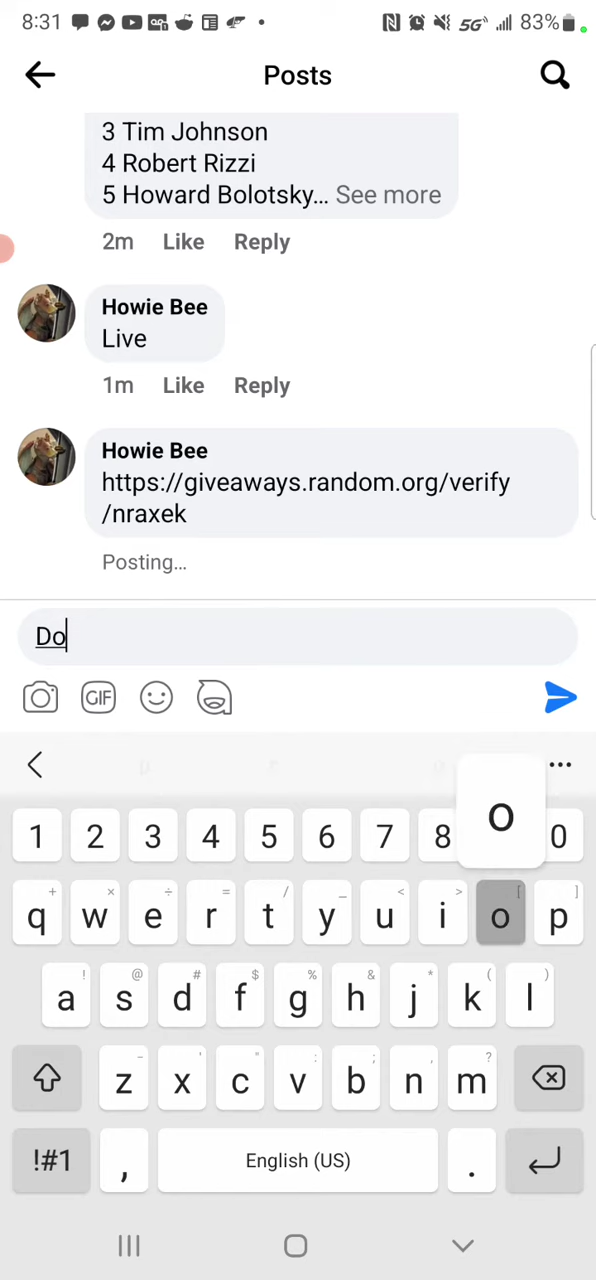 8:31
5G
83%
Posts
3 Tim Johnson
4 Robert Rizzi
5 Howard Bolotsky... See more
2m Like Reply
Howie Bee
Live
1m Like Reply
Howie Bee
https://giveaways.random.org/verify
/nraxek
Posting...
Do
GIF
o
1 2 3 4 5 6 7 8 0
+ × ÷ = / _ < > [ ]
q w e r t y u i o p
! @ # $ % & * ( )
a s d f g h j k l
- ' " : ; , ?
z x c v b n m
!#1 , English (US) .